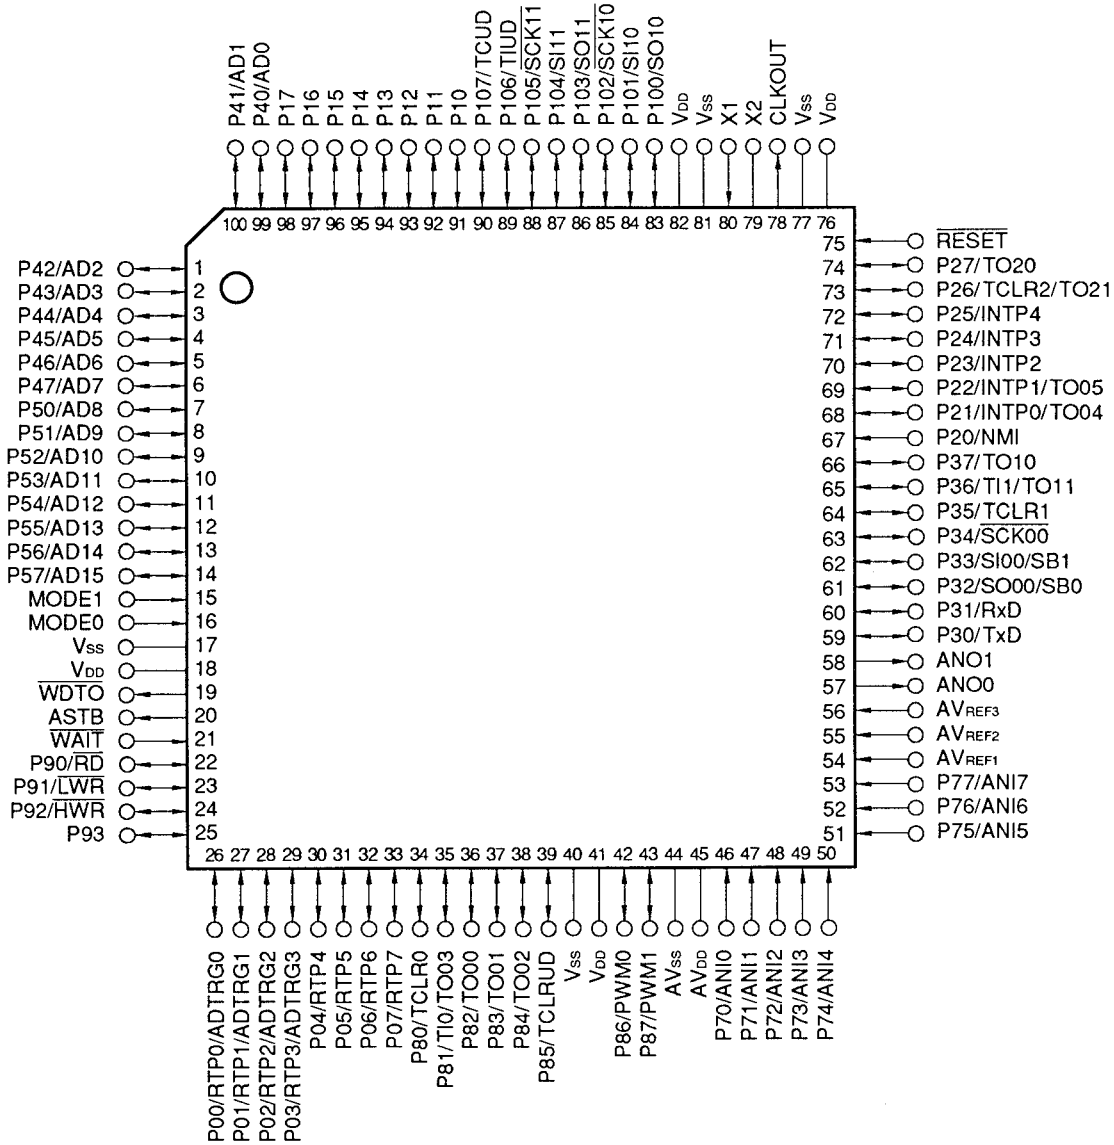 P41/AD1
P40/AD0
P17
P16
P15
P14
P13
P12
P11
P10
P107/TCUD
P106/TIUD
P105/SCK11
P104/SI11
P103/SO11
P102/SCK10
P101/SI10
P100/SO10
VDD
VSS
X1
X2
CLKOUT
VSS
VDD
100 99 98 97 96 95 94 93 92 91 90 89 88 87 86 85 84 83 82 81 80 79 78 77 76
P42/AD2 1
P43/AD3 2
P44/AD4 3
P45/AD5 4
P46/AD6 5
P47/AD7 6
P50/AD8 7
P51/AD9 8
P52/AD10 9
P53/AD11 10
P54/AD12 11
P55/AD13 12
P56/AD14 13
P57/AD15 14
MODE1 15
MODE0 16
VSS 17
VDD 18
WDTO 19
ASTB 20
WAIT 21
P90/RD 22
P91/LWR 23
P92/HWR 24
P93 25
75 RESET
74 P27/TO20
73 P26/TCLR2/TO21
72 P25/INTP4
71 P24/INTP3
70 P23/INTP2
69 P22/INTP1/TO05
68 P21/INTP0/TO04
67 P20/NMI
66 P37/TO10
65 P36/TI1/TO11
64 P35/TCLR1
63 P34/SCK00
62 P33/SI00/SB1
61 P32/SO00/SB0
60 P31/RxD
59 P30/TxD
58 ANO1
57 ANO0
56 AVREF3
55 AVREF2
54 AVREF1
53 P77/ANI7
52 P76/ANI6
51 P75/ANI5
26 27 28 29 30 31 32 33 34 35 36 37 38 39 40 41 42 43 44 45 46 47 48 49 50
P00/RTP0/ADTRG0
P01/RTP1/ADTRG1
P02/RTP2/ADTRG2
P03/RTP3/ADTRG3
P04/RTP4
P05/RTP5
P06/RTP6
P07/RTP7
P80/TCLR0
P81/TI0/TO03
P82/TO00
P83/TO01
P84/TO02
P85/TCLRUD
VSS
VDD
P86/PWM0
P87/PWM1
AVSS
AVDD
P70/ANI0
P71/ANI1
P72/ANI2
P73/ANI3
P74/ANI4